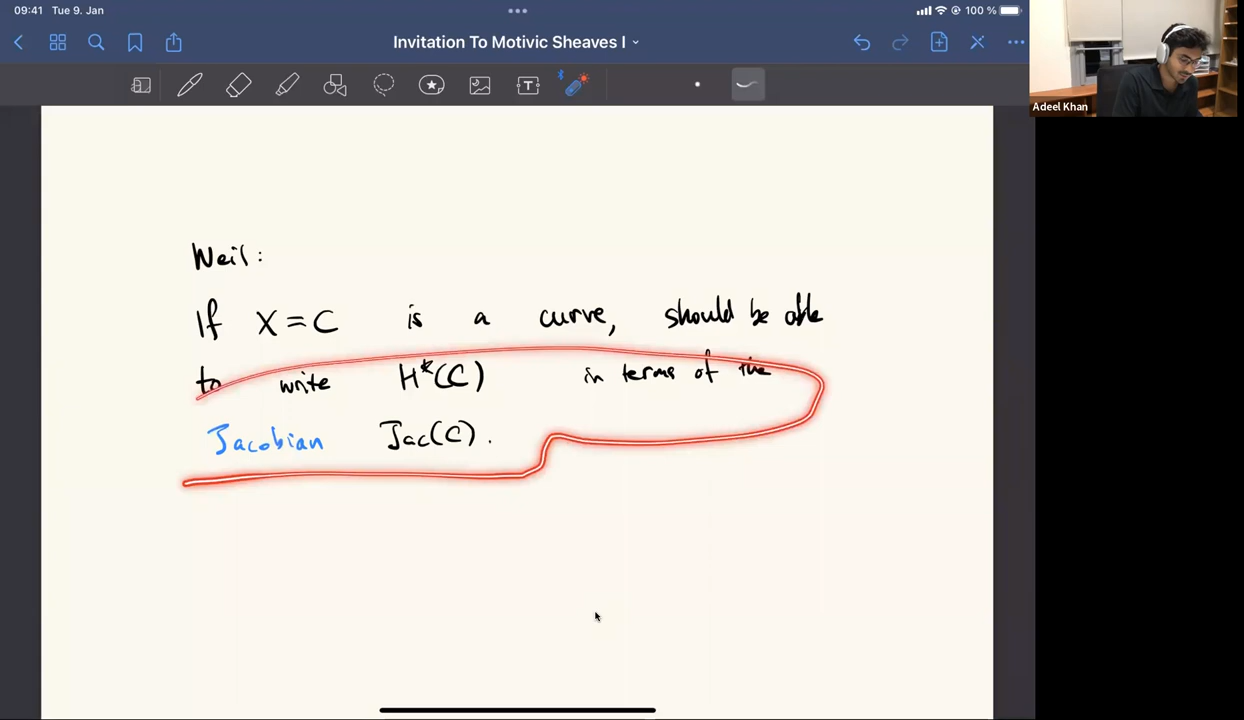 09:41 Tue 9. Jan
100 %
Invitation To Motivic Sheaves I
Adeel Khan
Weil:
If X = C is a curve, should be able
to write H*(C) in terms of the
Jacobian Jac(C).